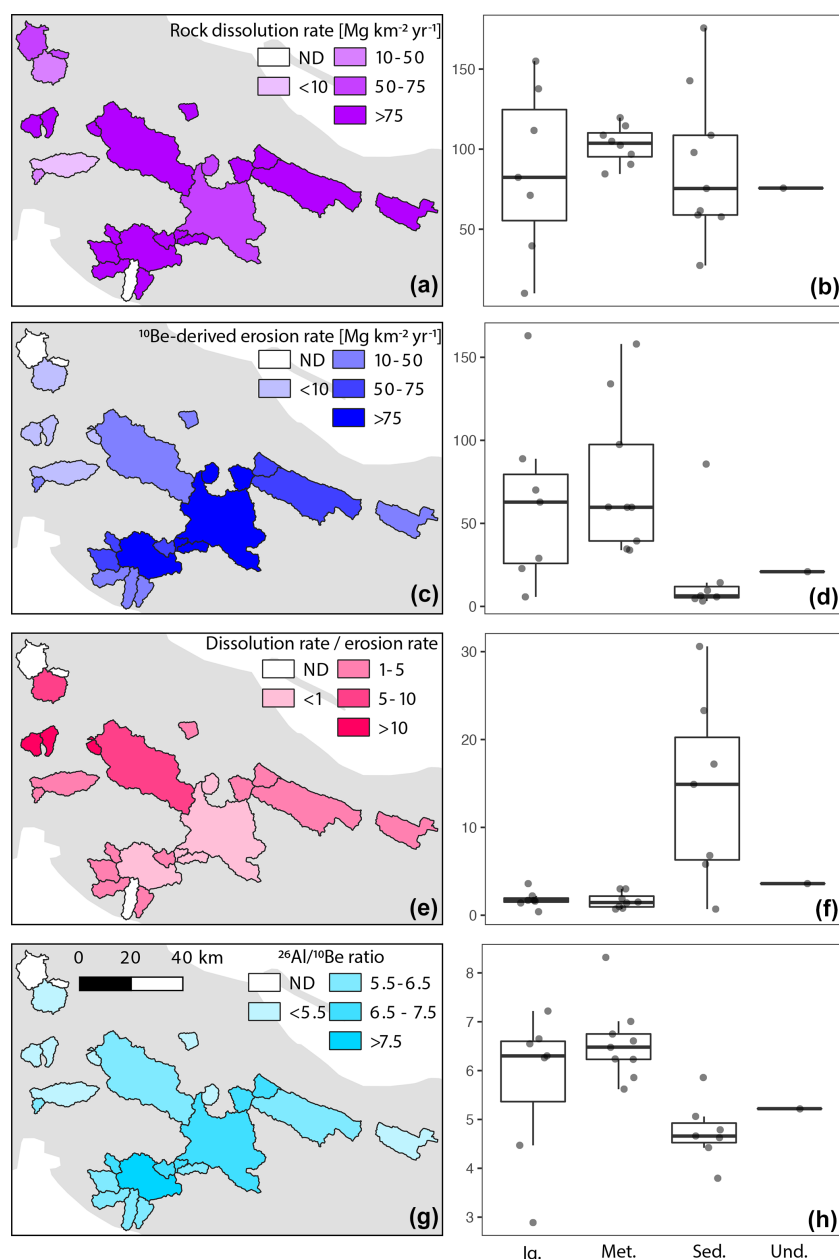 Rock dissolution rate [Mg km⁻² yr⁻¹]
ND 10-50
<10 50-75
>75
(a)
150
100
50
(b)
¹⁰Be-derived erosion rate [Mg km⁻² yr⁻¹]
ND 10-50
<10 50-75
>75
(c)
150
100
50
0
(d)
Dissolution rate / erosion rate
ND 1-5
<1 5-10
>10
(e)
30
20
10
0
(f)
0 20 40 km
²⁶Al/¹⁰Be ratio
ND 5.5-6.5
<5.5 6.5 - 7.5
>7.5
(g)
8
7
6
5
4
3
(h)
Ig. Met. Sed. Und.